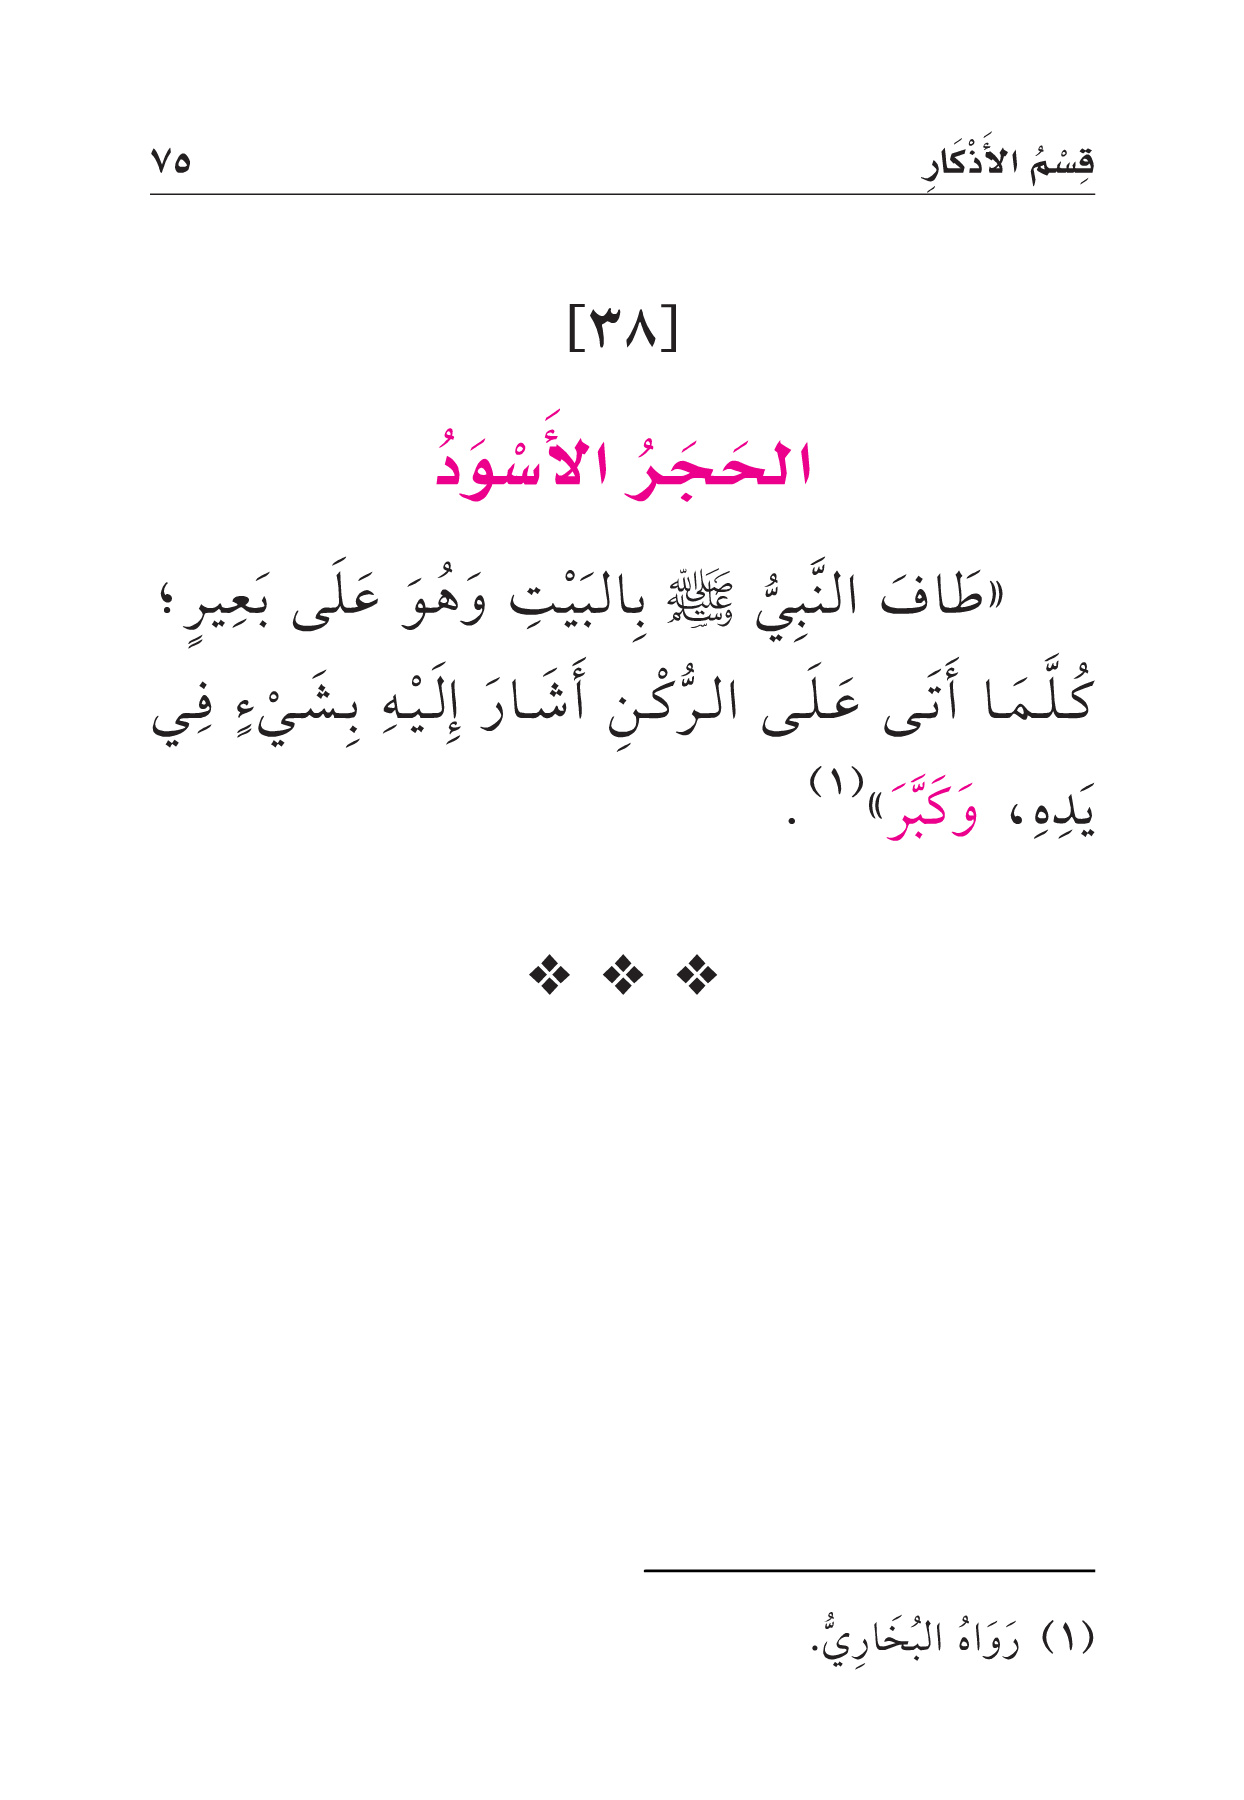 قِسْمُ الأَذْكَارِ ٧٥
[٣٨]
الحَجَرُ الأَسْوَدُ
«طَافَ النَّبِيُّ ﷺ بِالبَيْتِ وَهُوَ عَلَى بَعِيرٍ؛
كُلَّمَا أَتَى عَلَى الرُّكْنِ أَشَارَ إِلَيْهِ بِشَيْءٍ فِي
يَدِهِ، وَكَبَّرَ»(١).
(١) رَوَاهُ البُخَارِيُّ.